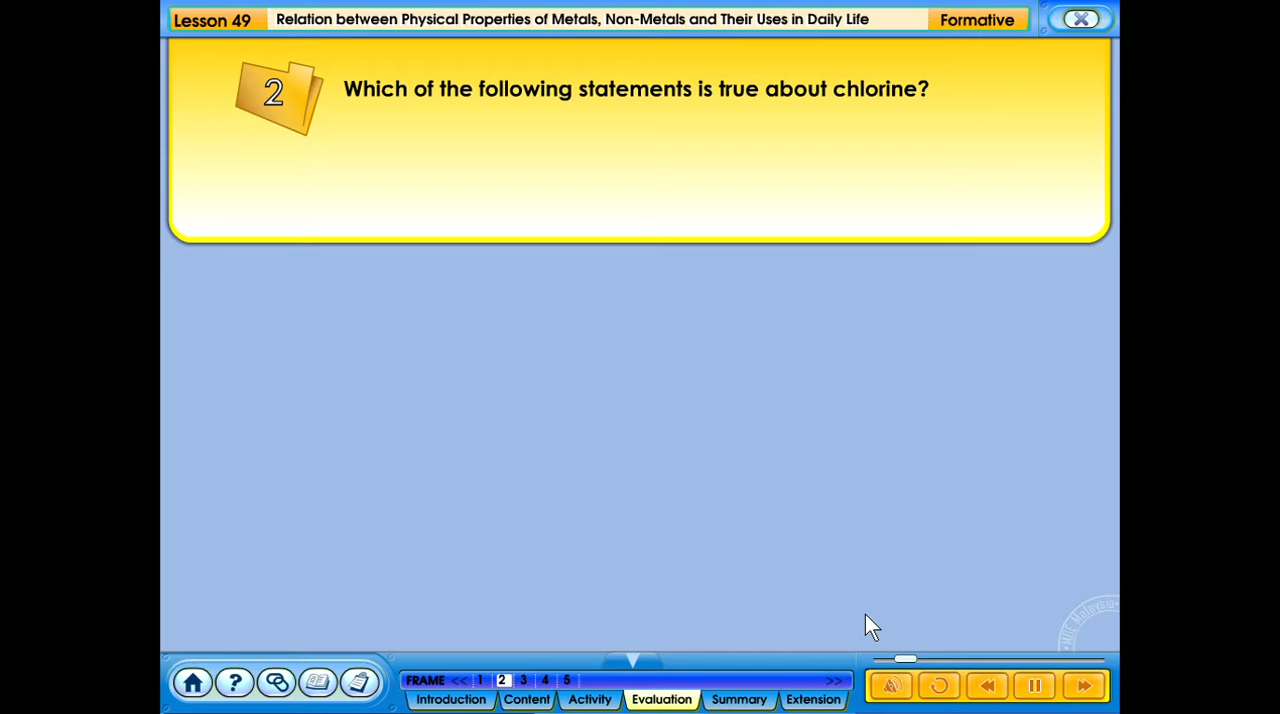 Lesson 49
Relation between Physical Properties of Metals, Non-Metals and Their Uses in Daily Life
Formative
2
Which of the following statements is true about chlorine?
MOE Malaysia
?
FRAME << 1 2 3 4 5 >>
Introduction Content Activity Evaluation Summary Extension